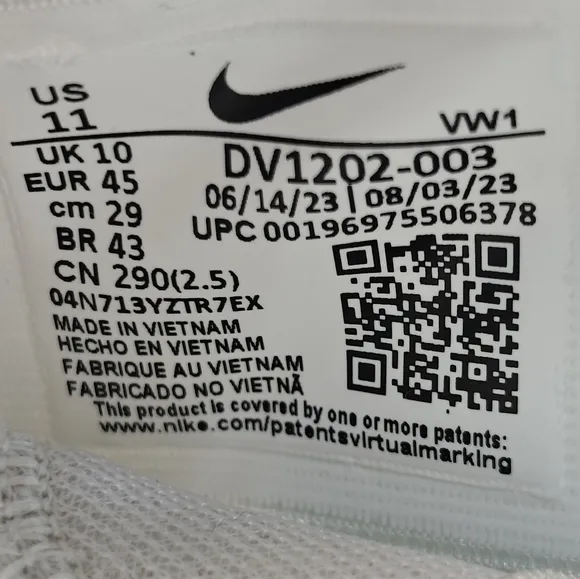 US
11
VW1
UK 10
EUR 45
cm 29
BR 43
CN 290(2.5)
DV1202-003
06/14/23 | 08/03/23
UPC 00196975506378
04N713YZTR7EX
MADE IN VIETNAM
HECHO EN VIETNAM
FABRIQUE AU VIETNAM
FABRICADO NO VIETNÃ
This product is covered by one or more patents:
www.nike.com/patentsvirtualmarking